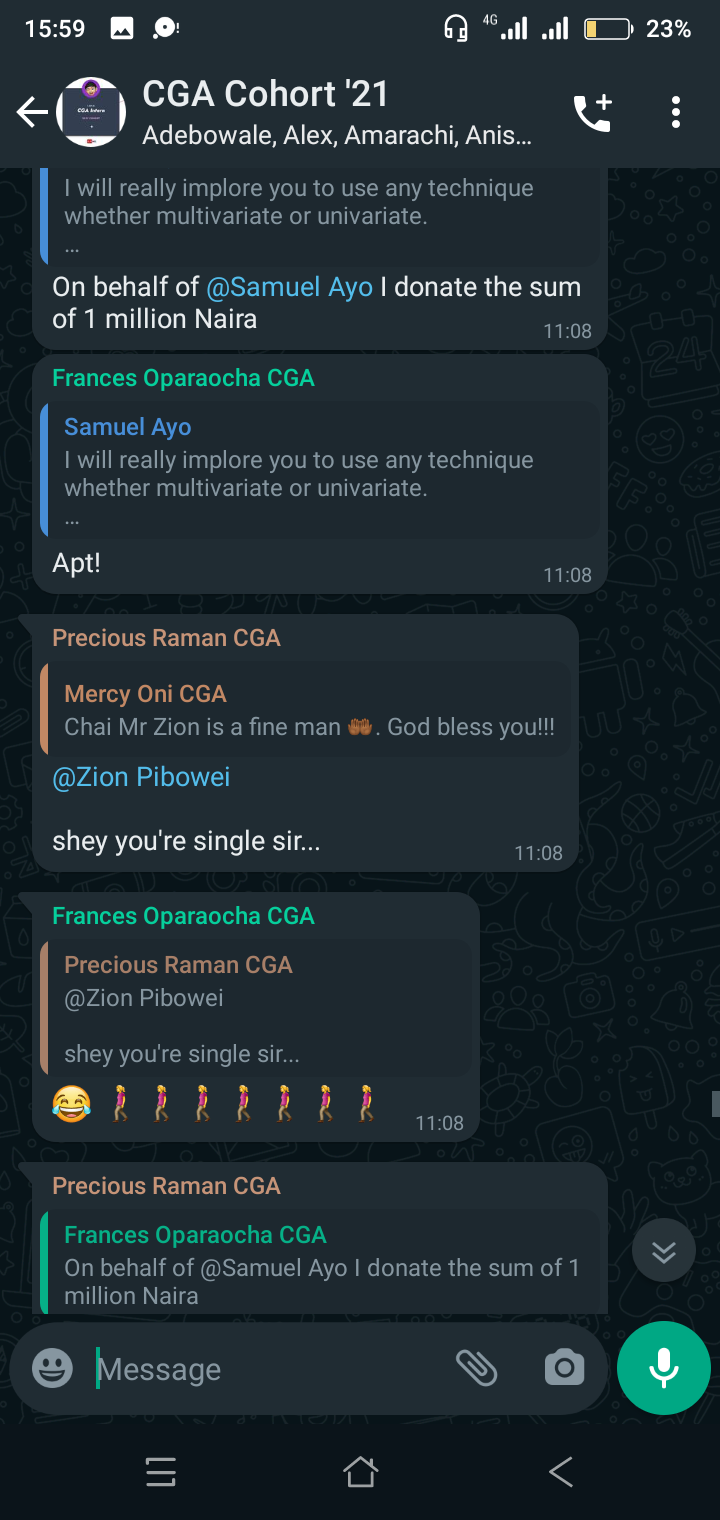 15:59
4G
23%
CGA Cohort '21
Adebowale, Alex, Amarachi, Anis...
I will really implore you to use any technique
whether multivariate or univariate.
...
On behalf of @Samuel Ayo I donate the sum
of 1 million Naira
11:08
Frances Oparaocha CGA
Samuel Ayo
I will really implore you to use any technique
whether multivariate or univariate.
...
Apt!
11:08
Precious Raman CGA
Mercy Oni CGA
Chai Mr Zion is a fine man 🤲🏾. God bless you!!!
@Zion Pibowei
shey you're single sir...
11:08
Frances Oparaocha CGA
Precious Raman CGA
@Zion Pibowei
shey you're single sir...
😂🚶‍♀️🚶‍♀️🚶‍♀️🚶‍♀️🚶‍♀️🚶‍♀️🚶‍♀️
11:08
Precious Raman CGA
Frances Oparaocha CGA
On behalf of @Samuel Ayo I donate the sum of 1
million Naira
Message